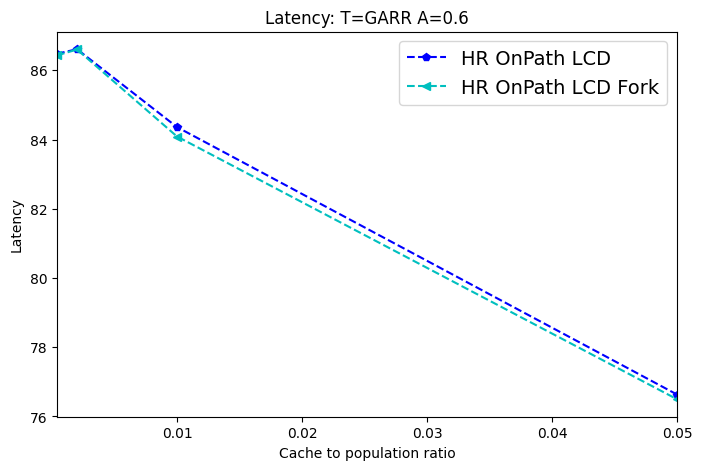 Latency: T=GARR A=0.6
HR OnPath LCD
HR OnPath LCD Fork
86
84
82
80
78
76
Latency
0.01
0.02
0.03
0.04
0.05
Cache to population ratio